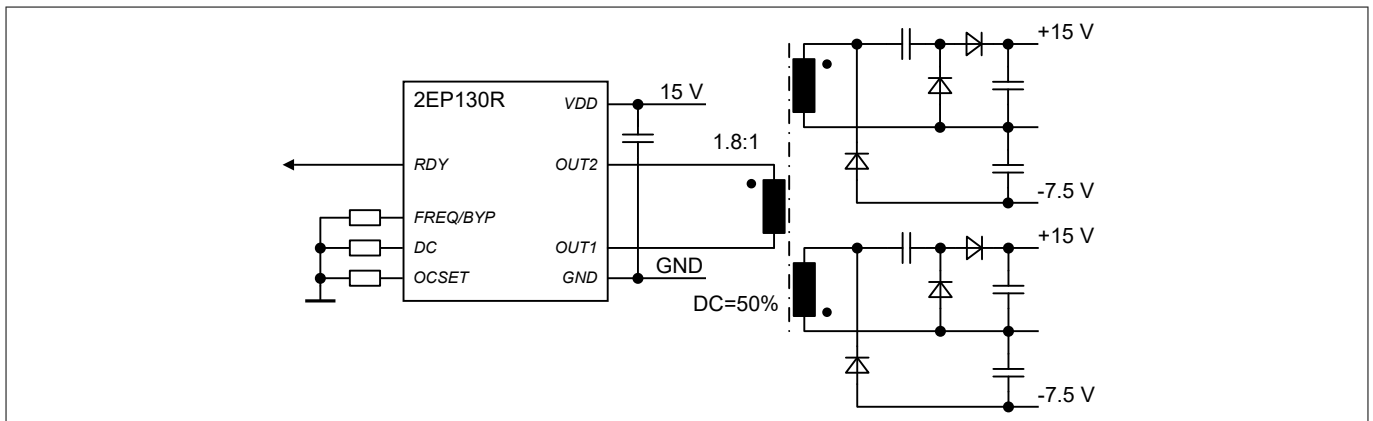 2EP130R
VDD
15 V
+15 V
1.8:1
RDY
OUT2
-7.5 V
FREQ/BYP
DC
OUT1
+15 V
OCSET
GND
GND
DC=50%
-7.5 V